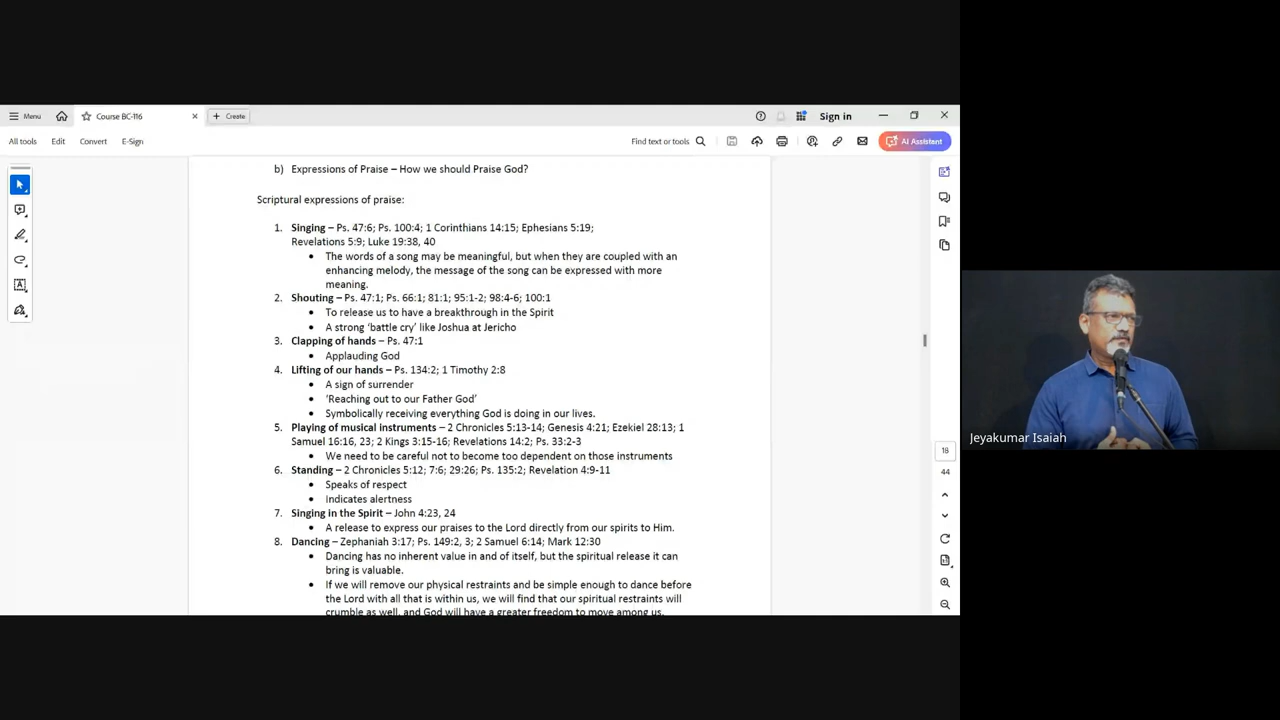 Menu
Course BC-116
Create
Sign in
All tools
Edit
Convert
E-Sign
Find text or tools
AI Assistant
b) Expressions of Praise – How we should Praise God?
Scriptural expressions of praise:
1. Singing – Ps. 47:6; Ps. 100:4; 1 Corinthians 14:15; Ephesians 5:19;
Revelations 5:9; Luke 19:38, 40
• The words of a song may be meaningful, but when they are coupled with an
enhancing melody, the message of the song can be expressed with more
meaning.
2. Shouting – Ps. 47:1; Ps. 66:1; 81:1; 95:1-2; 98:4-6; 100:1
• To release us to have a breakthrough in the Spirit
• A strong ‘battle cry’ like Joshua at Jericho
3. Clapping of hands – Ps. 47:1
• Applauding God
4. Lifting of our hands – Ps. 134:2; 1 Timothy 2:8
• A sign of surrender
• ‘Reaching out to our Father God’
• Symbolically receiving everything God is doing in our lives.
5. Playing of musical instruments – 2 Chronicles 5:13-14; Genesis 4:21; Ezekiel 28:13; 1
Samuel 16:16, 23; 2 Kings 3:15-16; Revelations 14:2; Ps. 33:2-3
• We need to be careful not to become too dependent on those instruments
6. Standing – 2 Chronicles 5:12; 7:6; 29:26; Ps. 135:2; Revelation 4:9-11
• Speaks of respect
• Indicates alertness
7. Singing in the Spirit – John 4:23, 24
• A release to express our praises to the Lord directly from our spirits to Him.
8. Dancing – Zephaniah 3:17; Ps. 149:2, 3; 2 Samuel 6:14; Mark 12:30
• Dancing has no inherent value in and of itself, but the spiritual release it can
bring is valuable.
• If we will remove our physical restraints and be simple enough to dance before
the Lord with all that is within us, we will find that our spiritual restraints will
crumble as well, and God will have a greater freedom to move among us.
18
44
Jeyakumar Isaiah